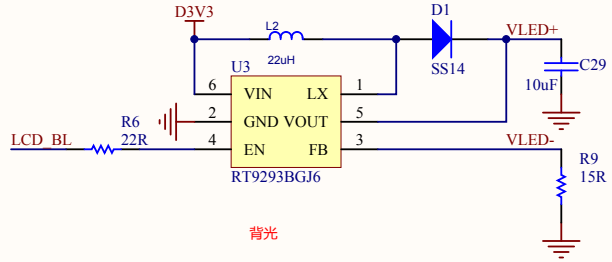 D3V3
L2
22uH
D1
SS14
VLED+
C29
10uF
U3
6 VIN LX 1
2 GND VOUT 5
4 EN FB 3
RT9293BGJ6
LCD_BL
R6
22R
VLED-
R9
15R
背光